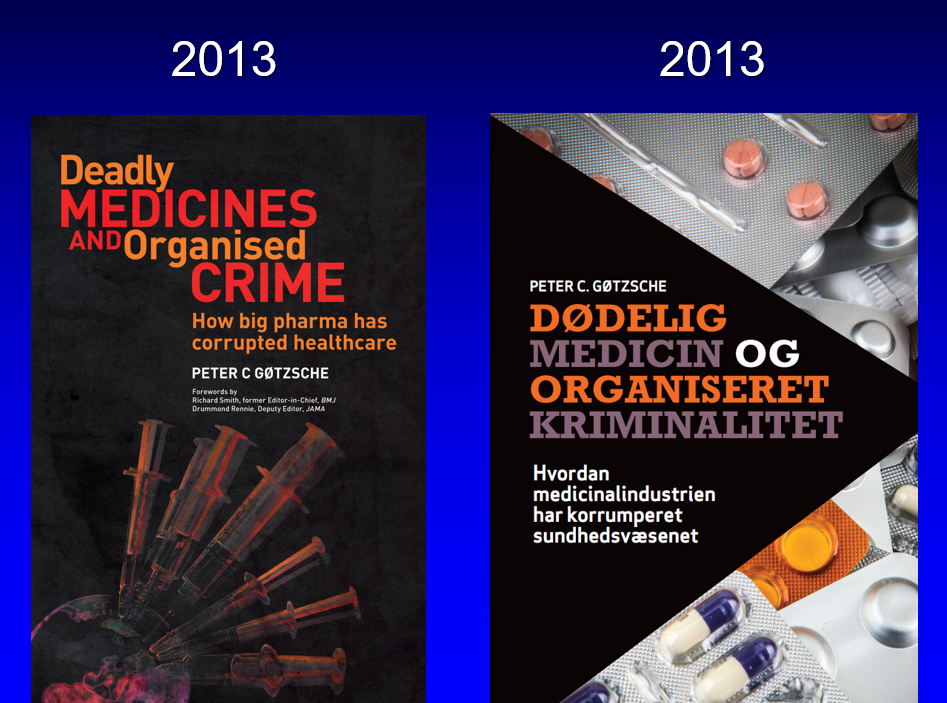 2013
Deadly
MEDICINES
AND Organised
CRIME
How big pharma has
corrupted healthcare
PETER C GØTZSCHE
Forewords by
Richard Smith, former Editor-in-Chief, BMJ
Drummond Rennie, Deputy Editor, JAMA
2013
PETER C. GØTZSCHE
DØDELIG
MEDICIN OG
ORGANISERET
KRIMINALITET
Hvordan
medicinalindustrien
har korrumperet
sundhedsvæsenet